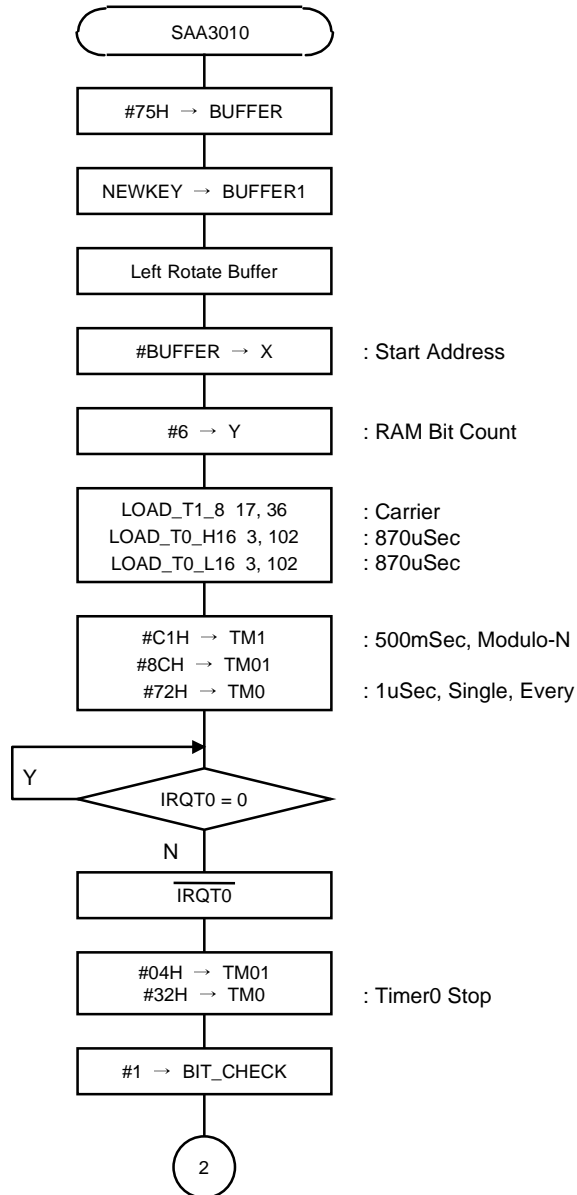 SAA3010
#75H → BUFFER
NEWKEY → BUFFER1
Left Rotate Buffer
#BUFFER → X : Start Address
#6 → Y : RAM Bit Count
LOAD_T1_8 17, 36 : Carrier
LOAD_T0_H16 3, 102 : 870uSec
LOAD_T0_L16 3, 102 : 870uSec
#C1H → TM1 : 500mSec, Modulo-N
#8CH → TM01
#72H → TM0 : 1uSec, Single, Every
Y
IRQT0 = 0
N
IRQT0
#04H → TM01
#32H → TM0 : Timer0 Stop
#1 → BIT_CHECK
2